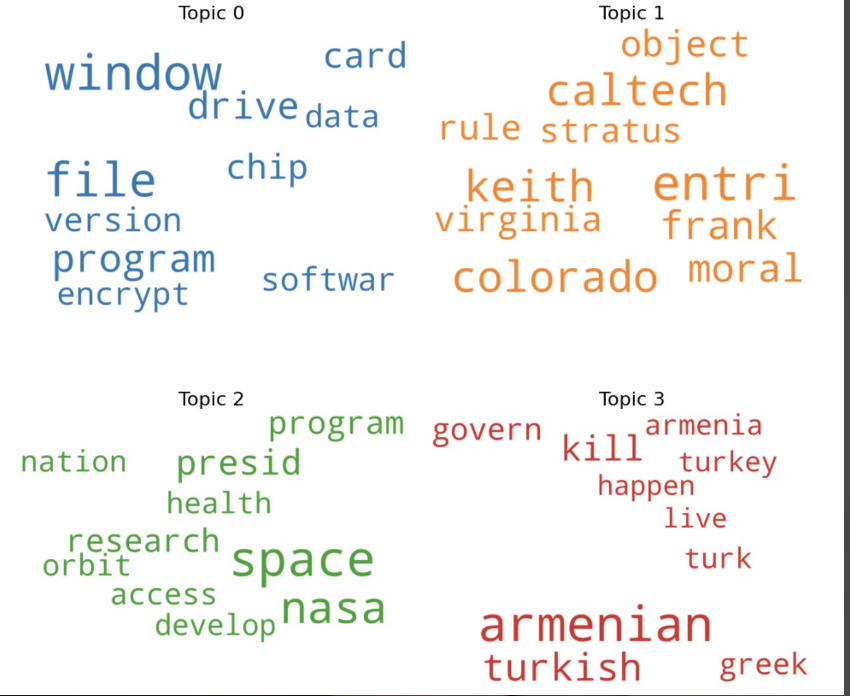 Topic 0
window
card
drive
data
file
chip
version
program
softwar
encrypt
Topic 1
object
caltech
rule
stratus
keith
entri
virginia
frank
colorado
moral
Topic 2
program
nation
presid
health
research
orbit
space
access
nasa
develop
Topic 3
govern
armenia
kill
turkey
happen
live
turk
armenian
turkish
greek